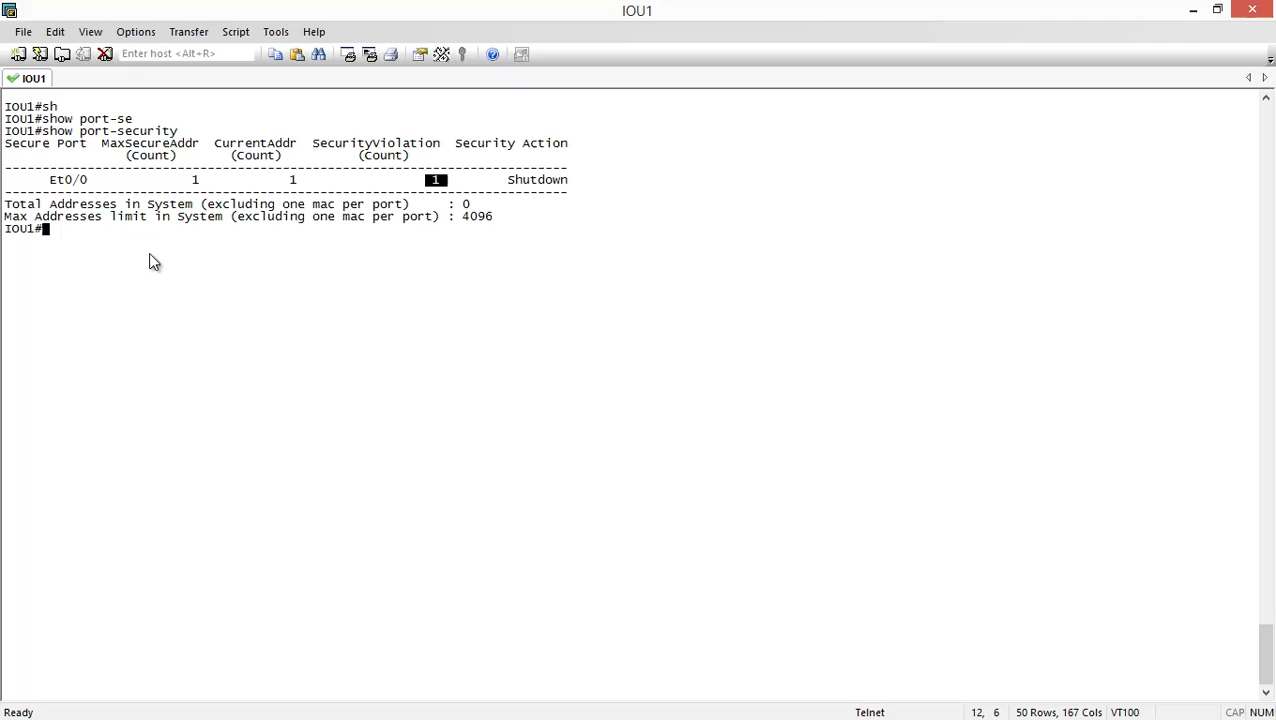 IOU1
File Edit View Options Transfer Script Tools Help
Enter host <Alt+R>
IOU1
IOU1#sh
IOU1#show port-se
IOU1#show port-security
Secure Port  MaxSecureAddr  CurrentAddr  SecurityViolation  Security Action
(Count)       (Count)          (Count)
---------------------------------------------------------------------------
Et0/0              1            1                  1         Shutdown
---------------------------------------------------------------------------
Total Addresses in System (excluding one mac per port)     : 0
Max Addresses limit in System (excluding one mac per port) : 4096
IOU1#
Ready Telnet 12, 6 50 Rows, 167 Cols VT100 CAP NUM